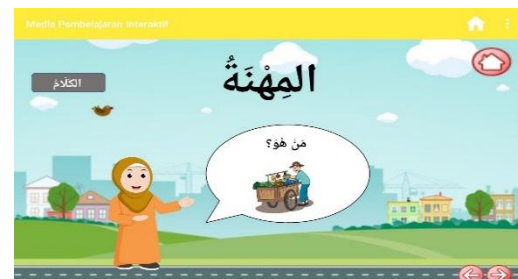 Media Pembelajaran Interaktif
المِهْنَةُ
الكَلَامُ
مَنْ هُوَ؟